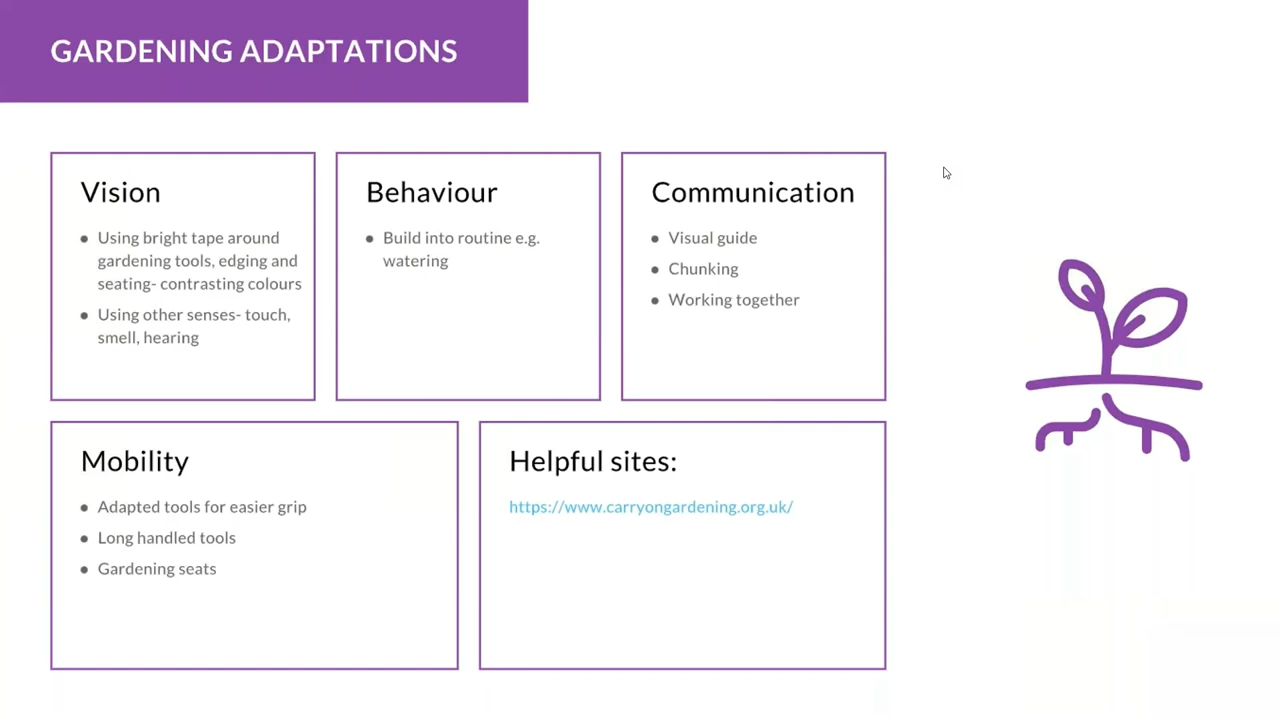 GARDENING ADAPTATIONS
Vision
• Using bright tape around
gardening tools, edging and
seating- contrasting colours
• Using other senses- touch,
smell, hearing
Behaviour
• Build into routine e.g.
watering
Communication
• Visual guide
• Chunking
• Working together
Mobility
• Adapted tools for easier grip
• Long handled tools
• Gardening seats
Helpful sites:
https://www.carryongardening.org.uk/